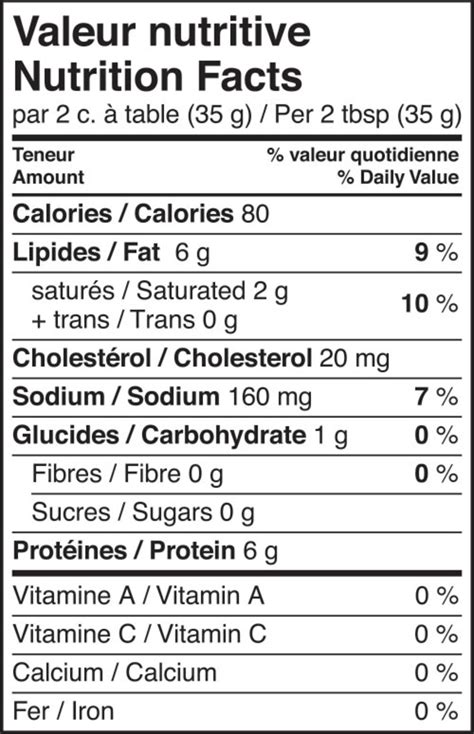 Valeur nutritive
Nutrition Facts
par 2 c. à table (35 g) / Per 2 tbsp (35 g)
Teneur % valeur quotidienne
Amount % Daily Value
Calories / Calories 80
Lipides / Fat 6 g 9 %
saturés / Saturated 2 g
+ trans / Trans 0 g 10 %
Cholestérol / Cholesterol 20 mg
Sodium / Sodium 160 mg 7 %
Glucides / Carbohydrate 1 g 0 %
Fibres / Fibre 0 g 0 %
Sucres / Sugars 0 g
Protéines / Protein 6 g
Vitamine A / Vitamin A 0 %
Vitamine C / Vitamin C 0 %
Calcium / Calcium 0 %
Fer / Iron 0 %